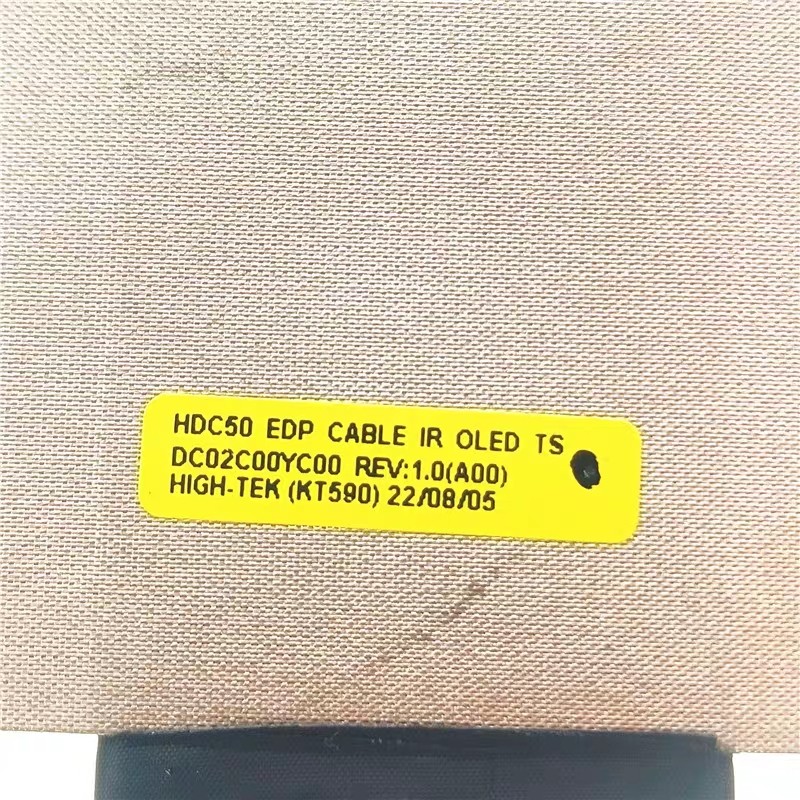 HDC50 EDP CABLE IR OLED TS
DC02C00YC00 REV:1.0(A00)
HIGH-TEK (KT590) 22/08/05